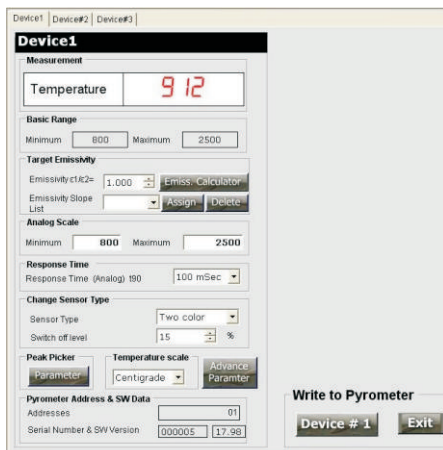 Device1 Device#2 Device#3
Device1
Measurement
Temperature 912
Basic Range
Minimum 800 Maximum 2500
Target Emissivity
Emissivity ε1/ε2= 1.000 Emiss. Calculator
Emissivity Slope
List Assign Delete
Analog Scale
Minimum 800 Maximum 2500
Response Time
Response Time (Analog) t90 100 mSec
Change Sensor Type
Sensor Type Two color
Switch off level 15 %
Peak Picker Temperature scale
Parameter Centigrade Advance
Paramter
Pyrometer Address & SW Data
Addresses 01
Serial Number & SW Version 000005 17.98
Write to Pyrometer
Device # 1 Exit